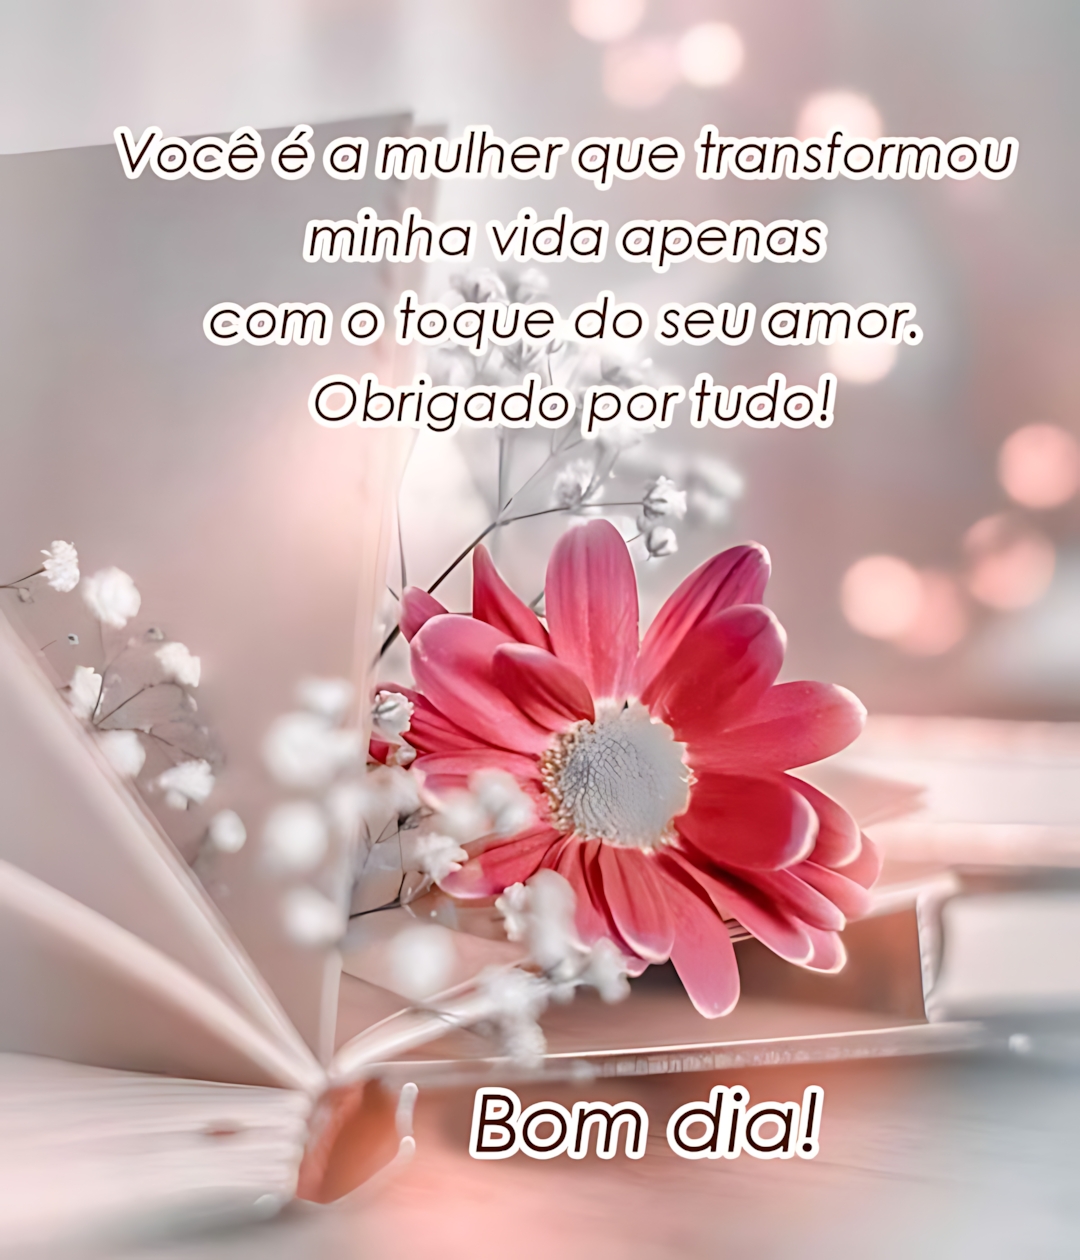 Você é a mulher que transformou
minha vida apenas
com o toque do seu amor.
Obrigado por tudo!
Bom dia!